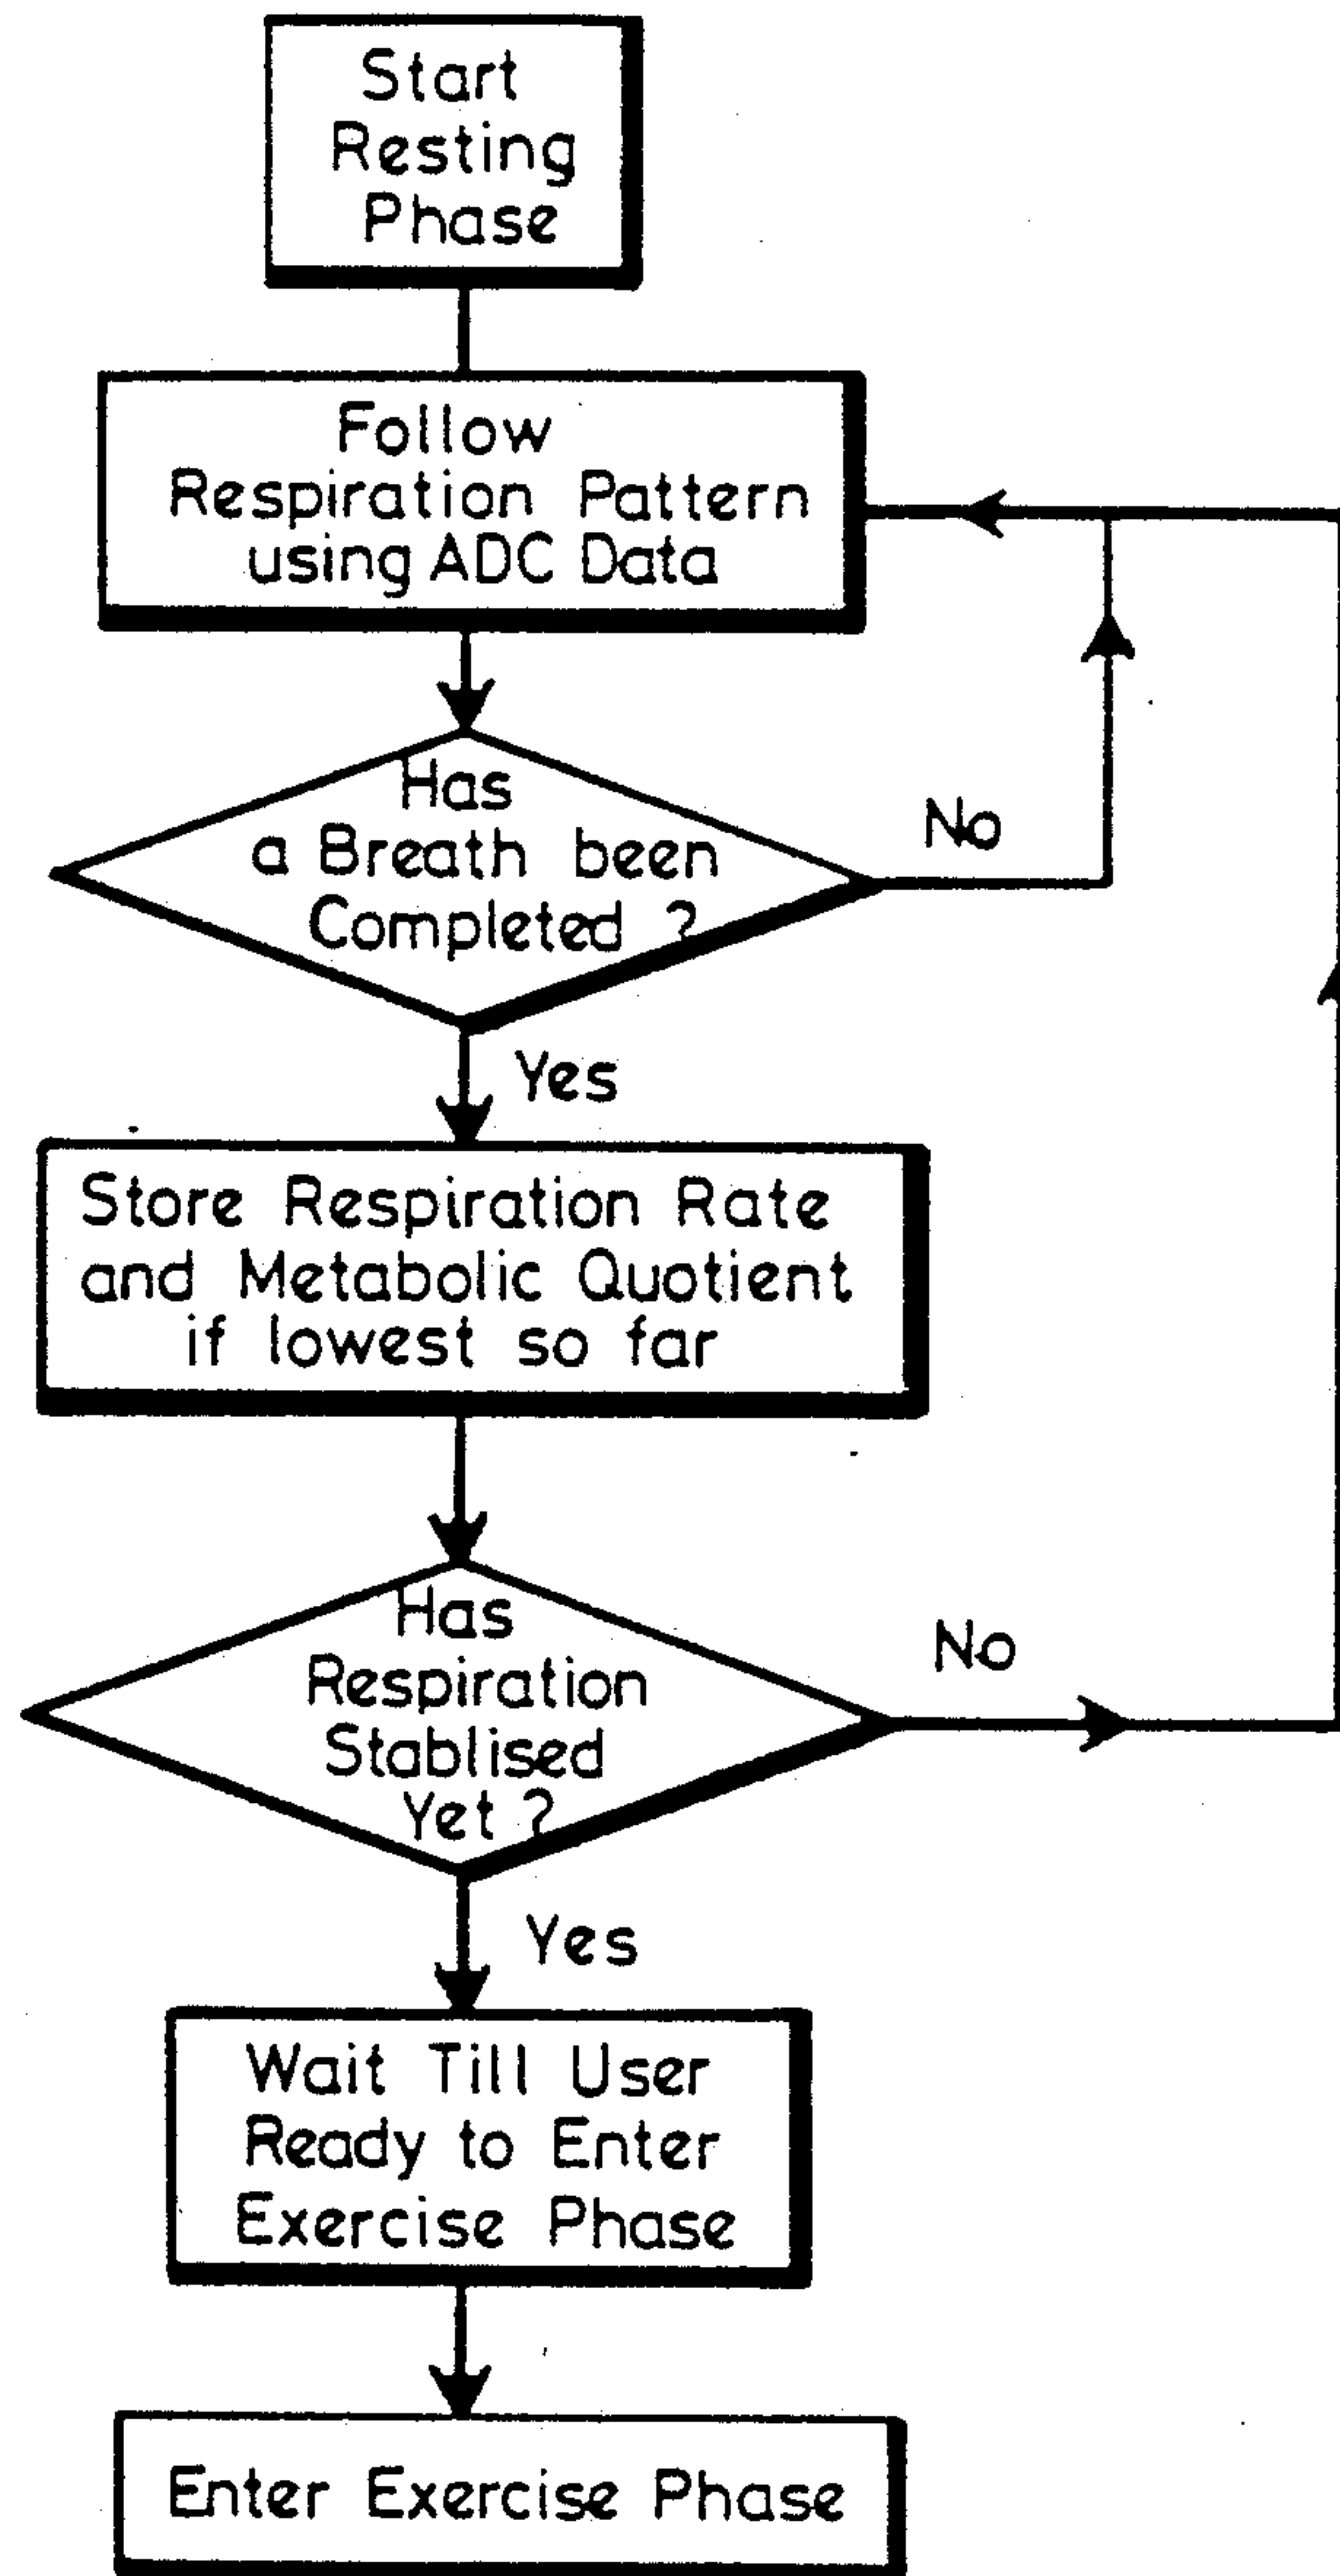 Start
Resting
Phase
Follow
Respiration Pattern
using ADC Data
Has
a Breath been
Completed ?
No
Yes
Store Respiration Rate
and Metabolic Quotient
if lowest so far
Has
Respiration
Stablised
Yet ?
No
Yes
Wait Till User
Ready to Enter
Exercise Phase
Enter Exercise Phase